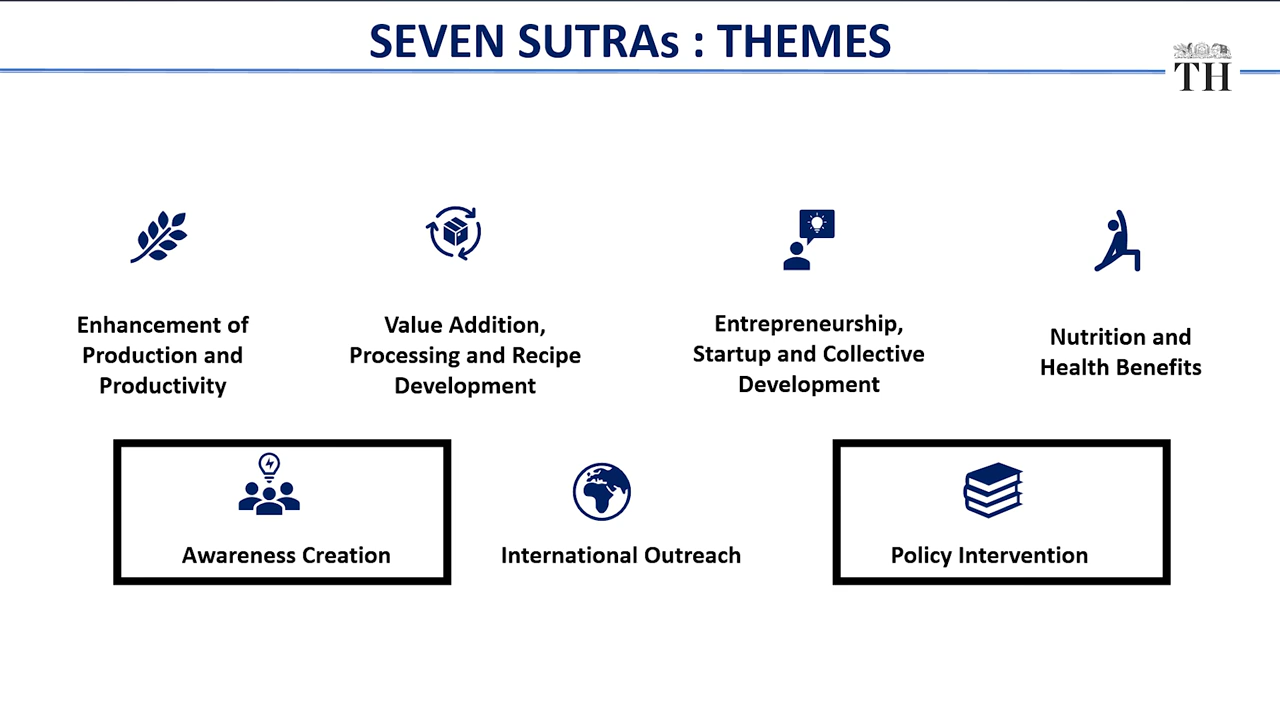 SEVEN SUTRAs : THEMES
TH
Enhancement of
Production and
Productivity
Value Addition,
Processing and Recipe
Development
Entrepreneurship,
Startup and Collective
Development
Nutrition and
Health Benefits
Awareness Creation
International Outreach
Policy Intervention